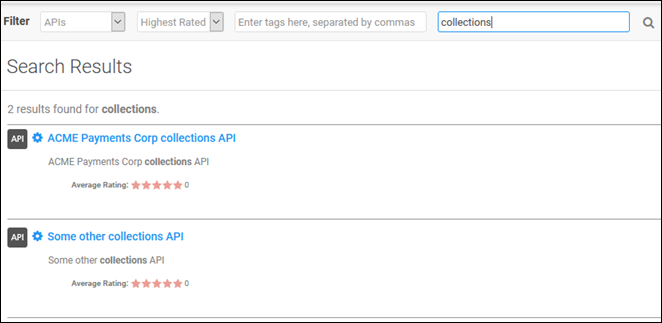 Filter APIs Highest Rated Enter tags here, separated by commas collections
Search Results
2 results found for collections.
API ACME Payments Corp collections API
ACME Payments Corp collections API
Average Rating: 0
API Some other collections API
Some other collections API
Average Rating: 0